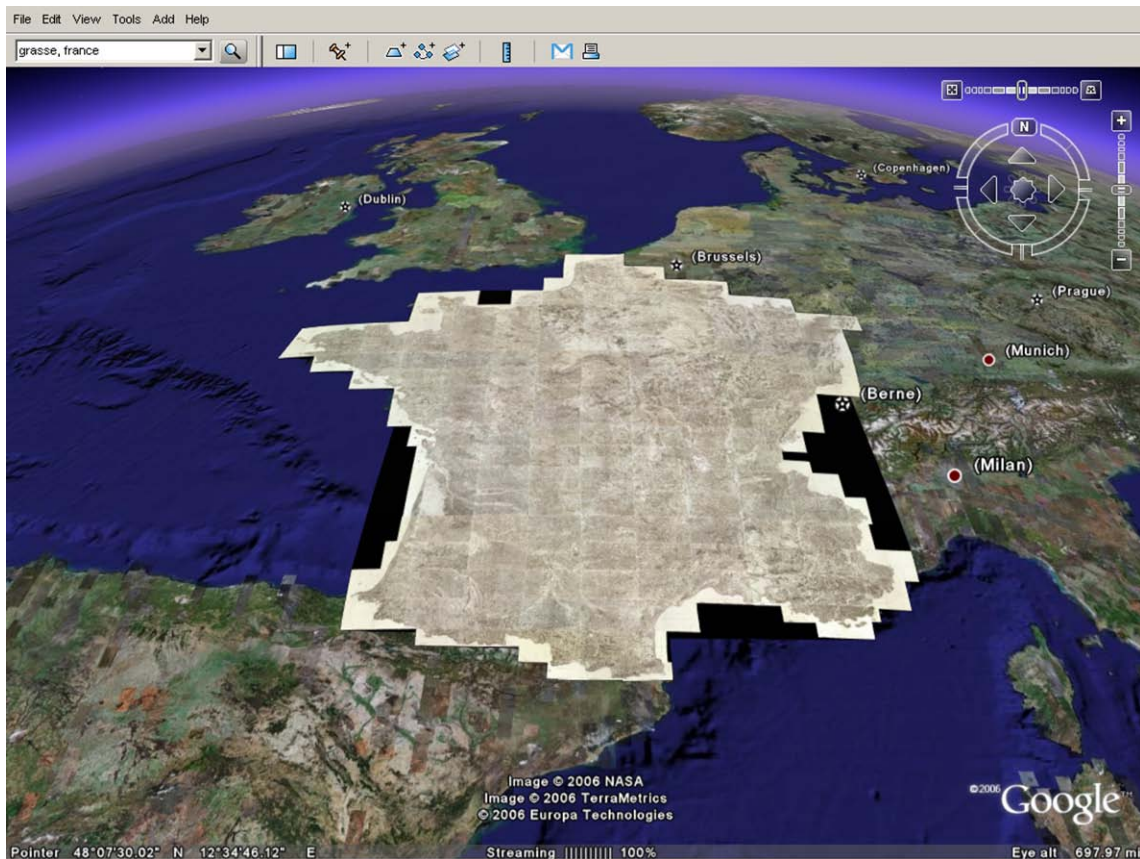 File Edit View Tools Add Help
grasse, france
N
(Copenhagen)
(Dublin)
(Brussels)
(Prague)
(Munich)
(Berne)
(Milan)
Image © 2006 NASA
Image © 2006 TerraMetrics
© 2006 Europa Technologies
©2006 Google™
Pointer 48°07'30.02" N 12°34'46.12" E Streaming |||||||||| 100% Eye alt 697.97 mi